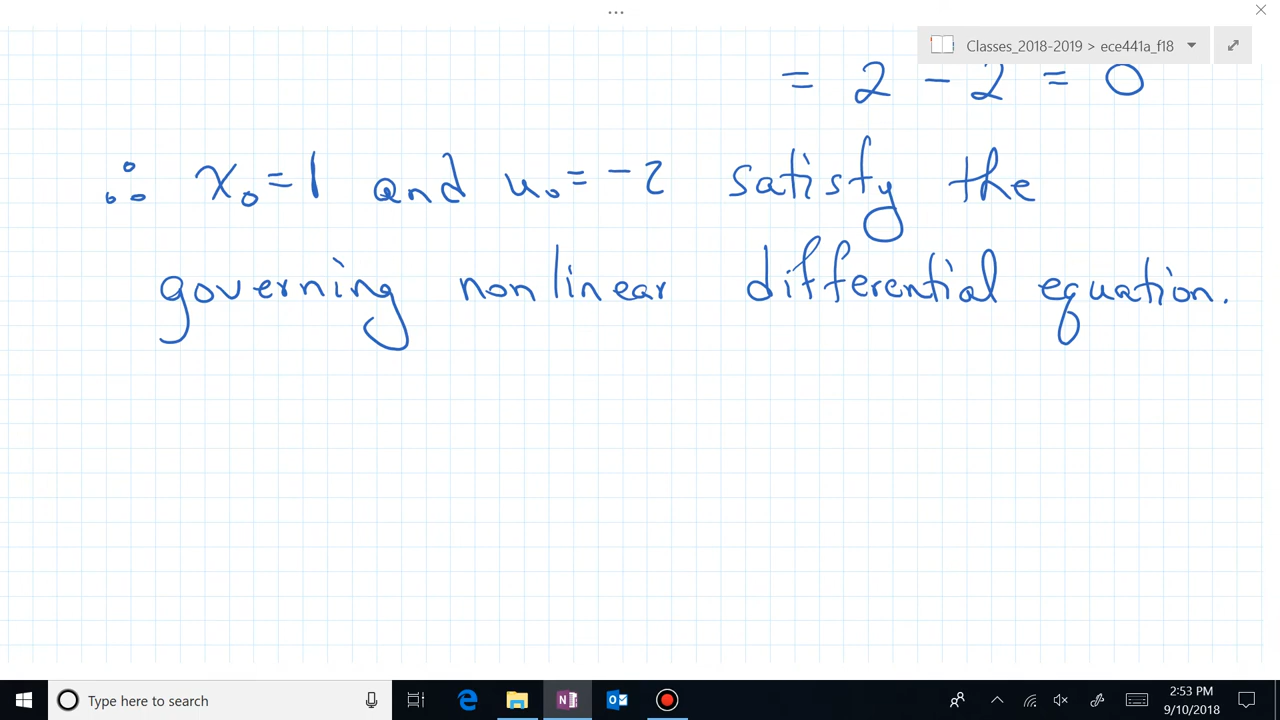 ...
Classes_2018-2019 > ece441a_f18
= 2 - 2 = 0
∴ x₀ = 1 and u₀ = -2 satisfy the
governing nonlinear differential equation.
Type here to search
2:53 PM
9/10/2018